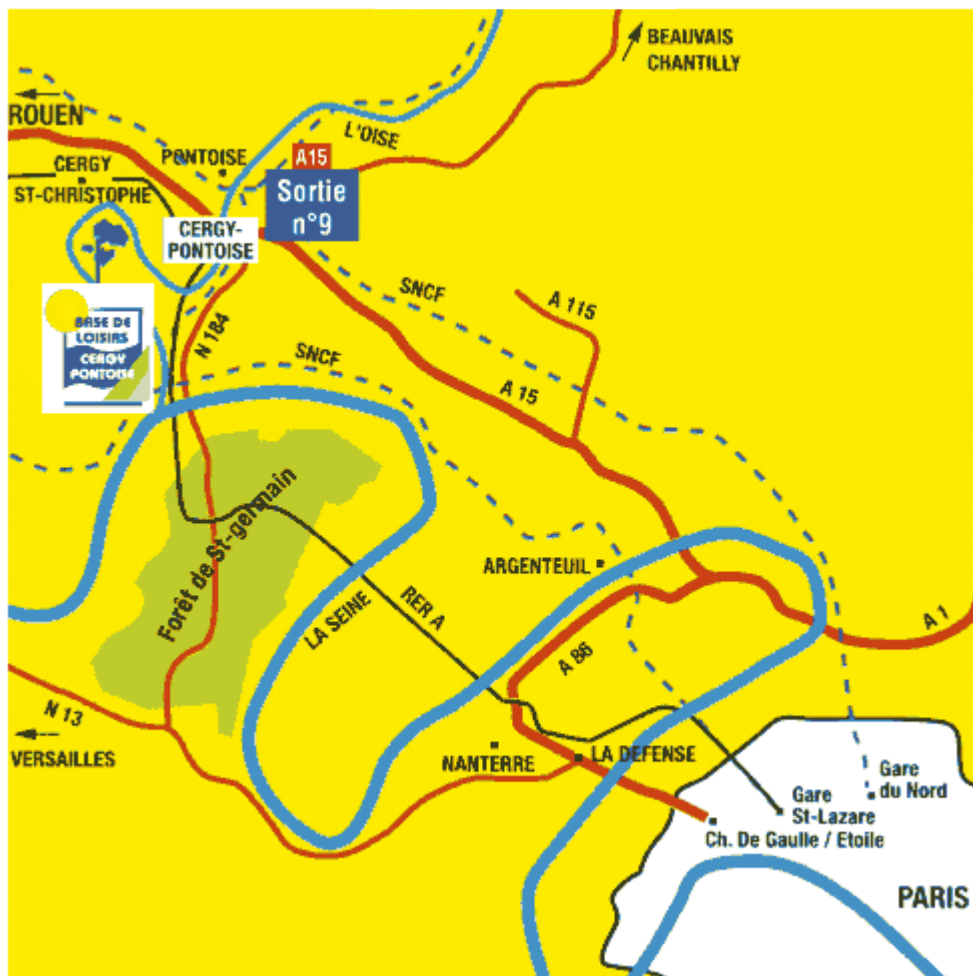 BEAUVAIS
CHANTILLY
ROUEN
L'OISE
CERGY
PONTOISE
A15
ST-CHRISTOPHE
Sortie
n°9
CERGY-
PONTOISE
SNCF
A 115
BASE DE
LOISIRS
CERGY
PONTOISE
N 184
SNCF
A 15
Forêt de St-germain
ARGENTEUIL
LA SEINE
RER A
A 86
A 1
N 13
VERSAILLES
NANTERRE
LA DEFENSE
Gare
du Nord
Gare
St-Lazare
Ch. De Gaulle / Etoile
PARIS